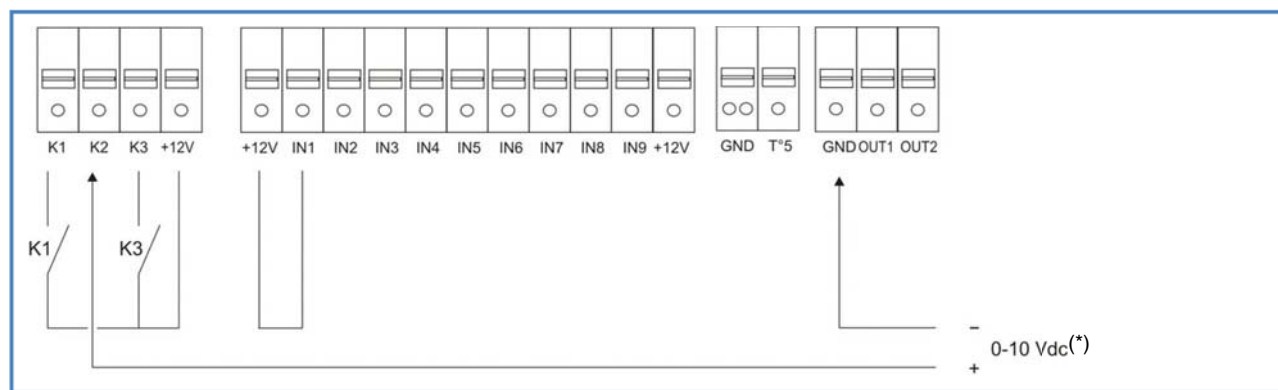 K1 K2 K3 +12V +12V IN1 IN2 IN3 IN4 IN5 IN6 IN7 IN8 IN9 +12V GND T°5 GND OUT1 OUT2
K1 K3
−
0-10 Vdc(*)
+